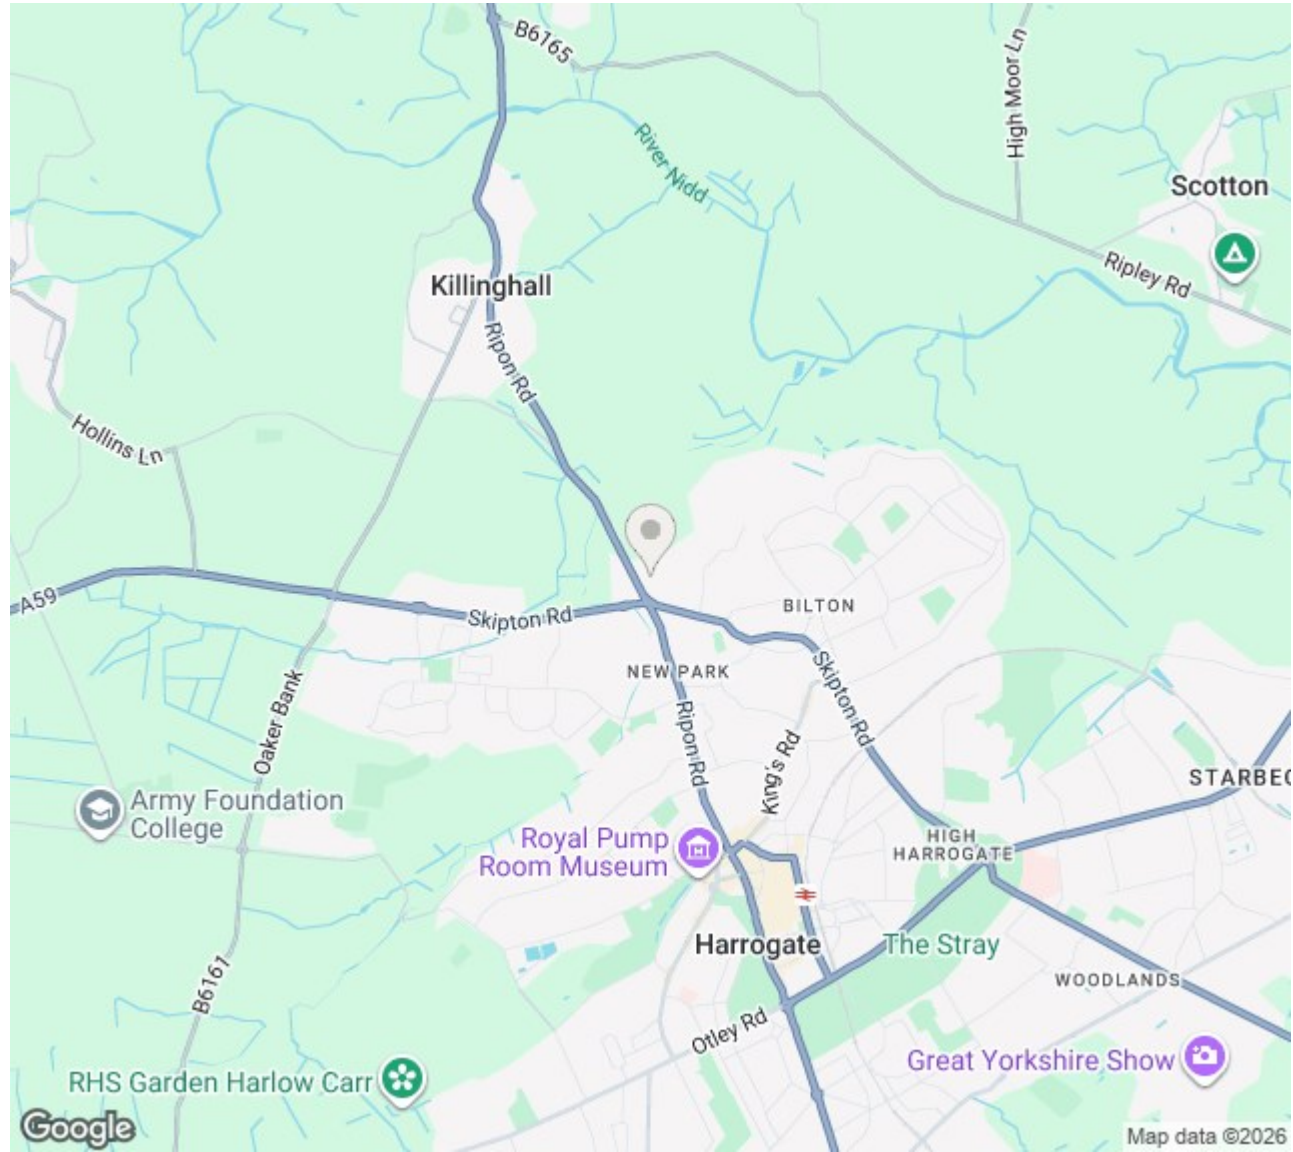 B6165
High Moor Ln
River Nidd
Scotton
Ripley Rd
Killinghall
Ripon Rd
Hollins Ln
A59
Skipton Rd
BILTON
NEW PARK
Skipton Rd
Oaker Bank
Ripon Rd
King's Rd
STARBEC
Army Foundation
College
Royal Pump
Room Museum
HIGH
HARROGATE
Harrogate
The Stray
WOODLANDS
B6161
Otley Rd
Great Yorkshire Show
RHS Garden Harlow Carr
Google
Map data ©2026